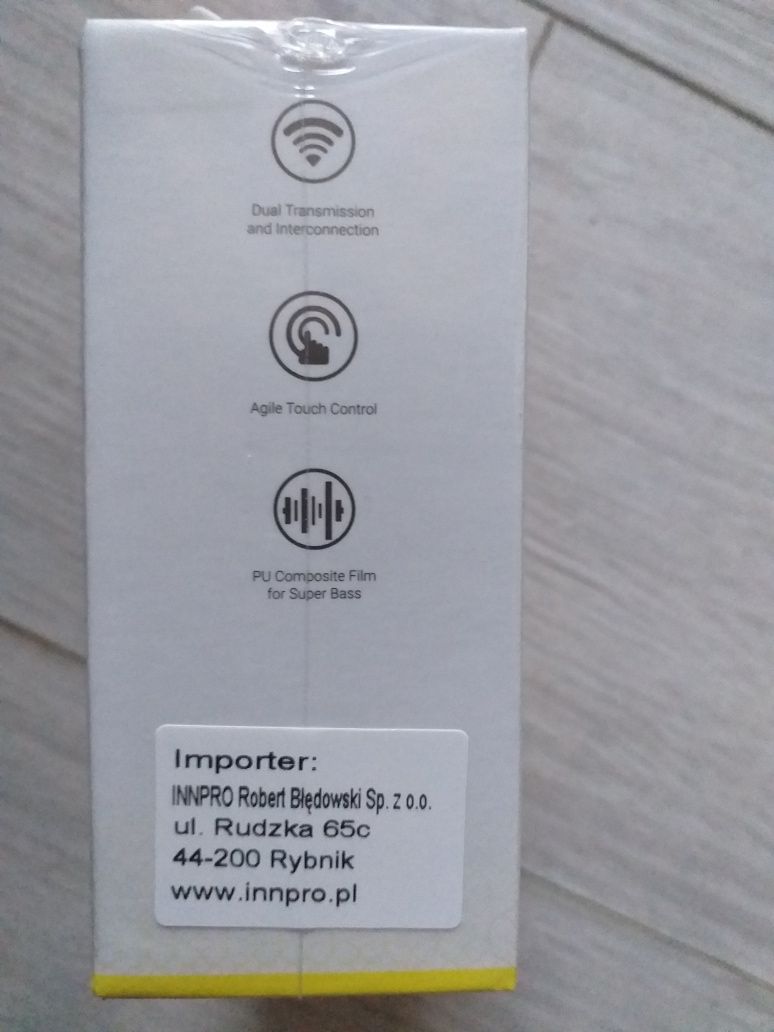 Dual Transmission
and Interconnection
Agile Touch Control
PU Composite Film
for Super Bass
Importer:
INNPRO Robert Błędowski Sp. z o.o.
ul. Rudzka 65c
44-200 Rybnik
www.innpro.pl